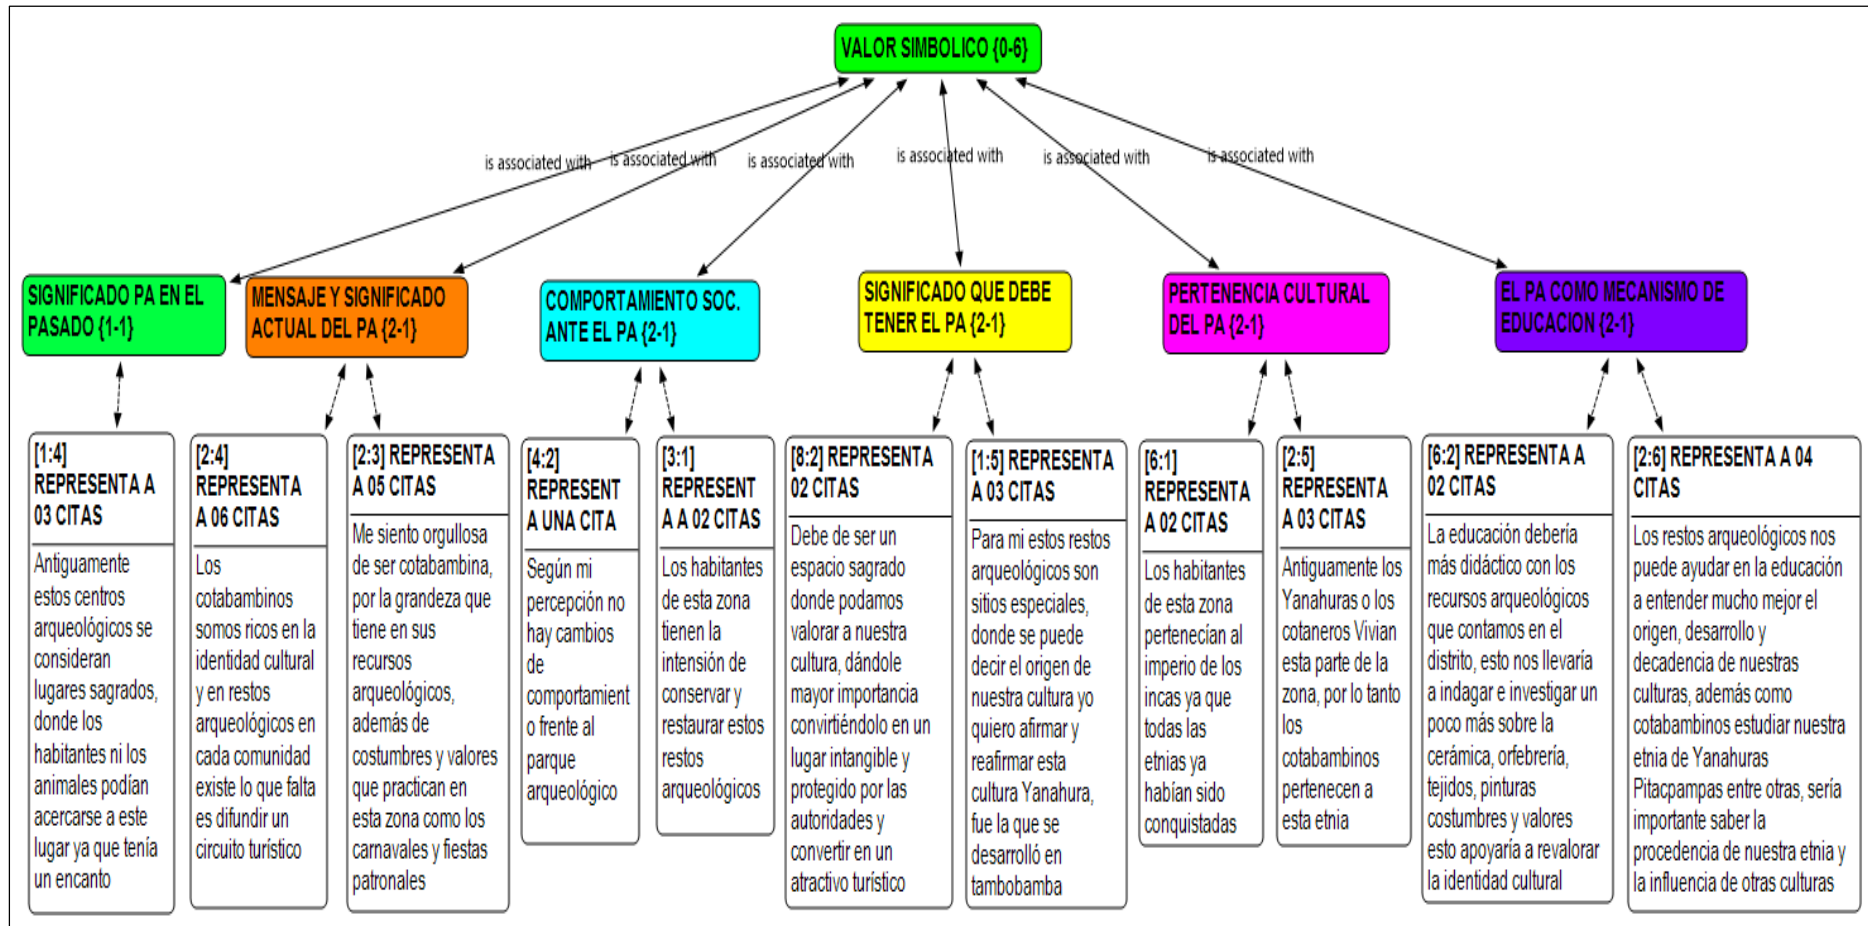 VALOR SIMBOLICO {0-6}
is associated with
is associated with
is associated with
is associated with
is associated with
is associated with
SIGNIFICADO PA EN EL
PASADO {1-1}
MENSAJE Y SIGNIFICADO
ACTUAL DEL PA {2-1}
COMPORTAMIENTO SOC.
ANTE EL PA {2-1}
SIGNIFICADO QUE DEBE
TENER EL PA {2-1}
PERTENENCIA CULTURAL
DEL PA {2-1}
EL PA COMO MECANISMO DE
EDUCACION {2-1}
[1:4]
REPRESENTA A
03 CITAS
Antiguamente
estos centros
arqueológicos se
consideran
lugares sagrados,
donde los
habitantes ni los
animales podían
acercarse a este
lugar ya que tenía
un encanto
[2:4]
REPRESENTA
A 06 CITAS
Los
cotabambinos
somos ricos en la
identidad cultural
y en restos
arqueológicos en
cada comunidad
existe lo que falta
es difundir un
circuito turístico
[2:3] REPRESENTA
A 05 CITAS
Me siento orgullosa
de ser cotabambina,
por la grandeza que
tiene en sus
recursos
arqueológicos,
además de
costumbres y valores
que practican en
esta zona como los
carnavales y fiestas
patronales
[4:2]
REPRESENT
A UNA CITA
Según mi
percepción no
hay cambios
de
comportamient
o frente al
parque
arqueológico
[3:1]
REPRESENT
A A 02 CITAS
Los habitantes
de esta zona
tienen la
intensión de
conservar y
restaurar estos
restos
arqueológicos
[8:2] REPRESENTA
02 CITAS
Debe de ser un
espacio sagrado
donde podamos
valorar a nuestra
cultura, dándole
mayor importancia
convirtiéndolo en un
lugar intangible y
protegido por las
autoridades y
convertir en un
atractivo turístico
[1:5] REPRESENTA
A 03 CITAS
Para mi estos restos
arqueológicos son
sitios especiales,
donde se puede
decir el origen de
nuestra cultura yo
quiero afirmar y
reafirmar esta
cultura Yanahura,
fue la que se
desarrolló en
tambobamba
[6:1]
REPRESENTA
A 02 CITAS
Los habitantes
de esta zona
pertenecían al
imperio de los
incas ya que
todas las
etnias ya
habían sido
conquistadas
[2:5]
REPRESENTA
A 03 CITAS
Antiguamente los
Yanahuras o los
cotaneros Vivian
esta parte de la
zona, por lo tanto
los
cotabambinos
pertenecen a
esta etnia
[6:2] REPRESENTA A
02 CITAS
La educación debería
más didáctico con los
recursos arqueológicos
que contamos en el
distrito, esto nos llevaría
a indagar e investigar un
poco más sobre la
cerámica, orfebrería,
tejidos, pinturas
costumbres y valores
esto apoyaría a revalorar
la identidad cultural
[2:6] REPRESENTA A 04
CITAS
Los restos arqueológicos nos
puede ayudar en la educación
a entender mucho mejor el
origen, desarrollo y
decadencia de nuestras
culturas, además como
cotabambinos estudiar nuestra
etnia de Yanahuras
Pitacpampas entre otras, sería
importante saber la
procedencia de nuestra etnia y
la influencia de otras culturas